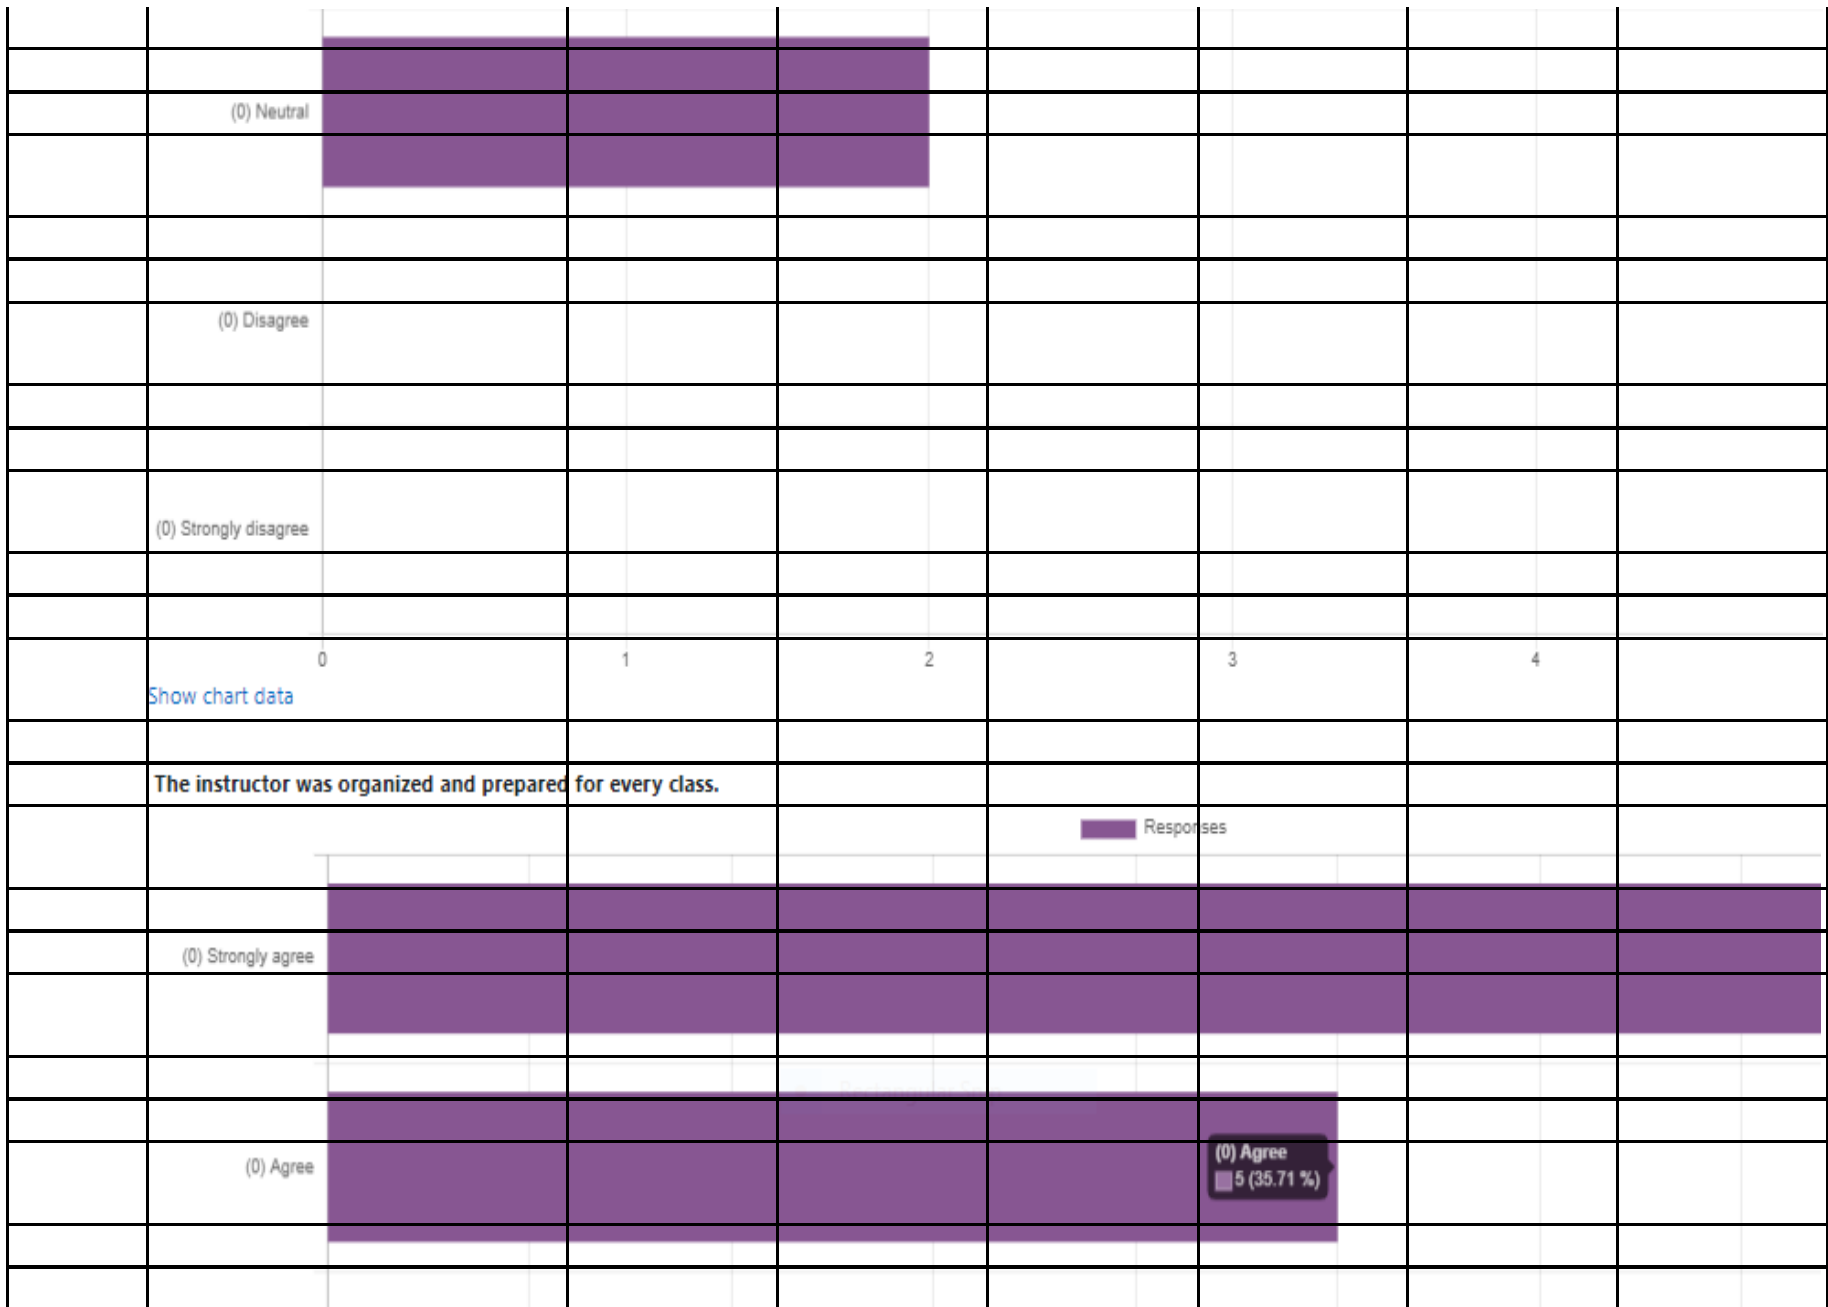 (0) Neutral
(0) Disagree
(0) Strongly disagree
0 1 2 3 4
Show chart data
The instructor was organized and prepared for every class.
Responses
(0) Strongly agree
(0) Agree
(0) Agree
5 (35.71 %)